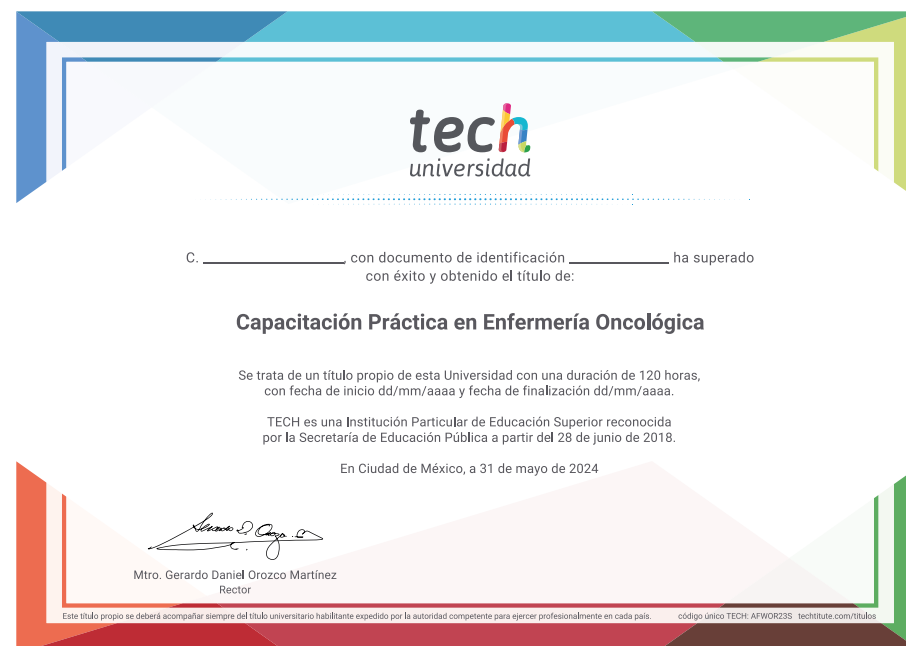 tech
universidad
C. ____________, con documento de identificación ____________ ha superado
con éxito y obtenido el título de:
Capacitación Práctica en Enfermería Oncológica
Se trata de un título propio de esta Universidad con una duración de 120 horas,
con fecha de inicio dd/mm/aaaa y fecha de finalización dd/mm/aaaa.
TECH es una Institución Particular de Educación Superior reconocida
por la Secretaría de Educación Pública a partir del 28 de junio de 2018.
En Ciudad de México, a 31 de mayo de 2024
Mtro. Gerardo Daniel Orozco Martínez
Rector
Este título propio se deberá acompañar siempre del título universitario habilitante expedido por la autoridad competente para ejercer profesionalmente en cada país. código único TECH: AFWOR23S techtitute.com/titulos